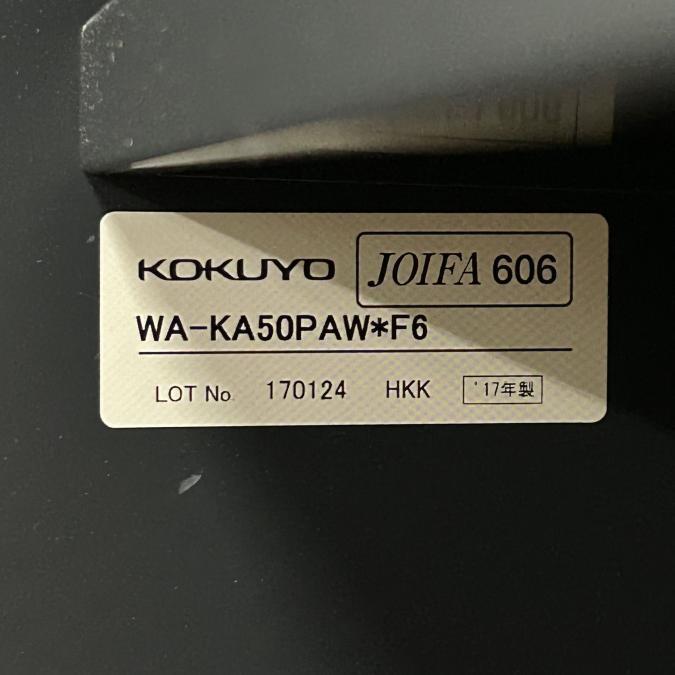 KOKUYO JOIFA 606
WA-KA50PAW*F6
LOT No. 170124 HKK '17年製